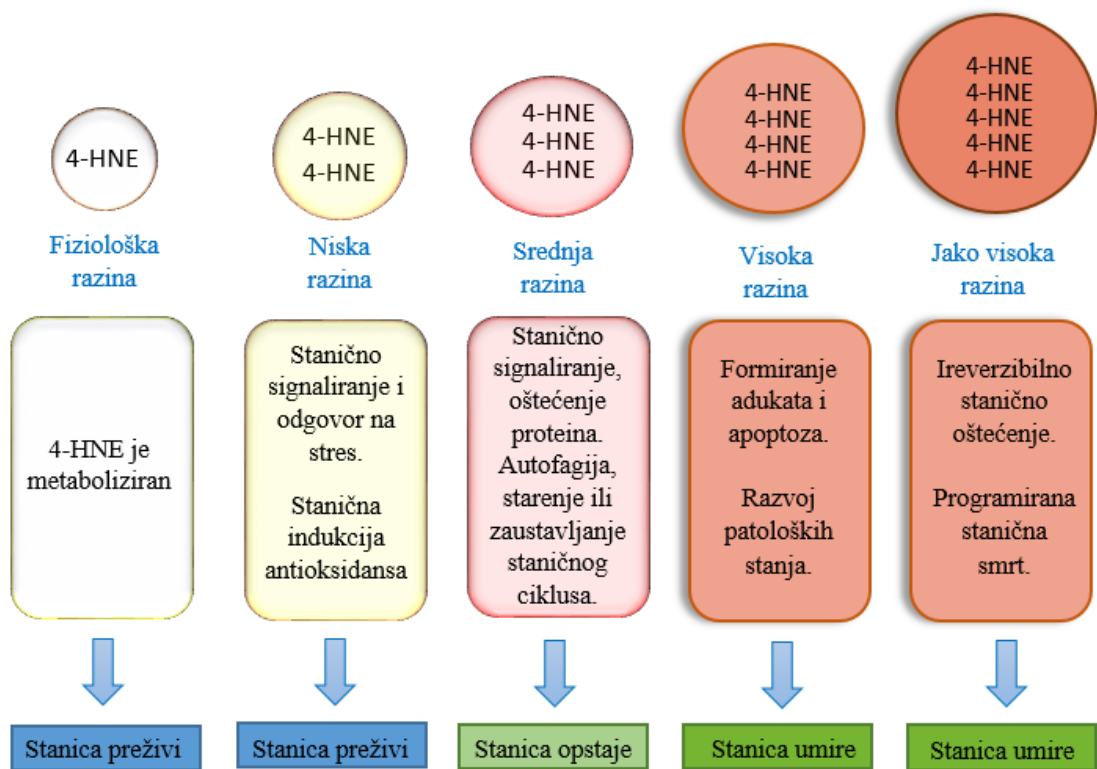 4-HNE
Fiziološka
razina
4-HNE je
metaboliziran
Stanica preživi
4-HNE
4-HNE
Niska
razina
Stanično
signaliranje i
odgovor na
stres.
Stanična
indukcija
antioksidansa
Stanica preživi
4-HNE
4-HNE
4-HNE
Srednja
razina
Stanično
signaliranje,
oštećenje
proteina.
Autofagija,
starenje ili
zaustavljanje
staničnog
ciklusa.
Stanica opstaje
4-HNE
4-HNE
4-HNE
4-HNE
Visoka
razina
Formiranje
adukata i
apoptoza.
Razvoj
patoloških
stanja.
Stanica umire
4-HNE
4-HNE
4-HNE
4-HNE
4-HNE
Jako visoka
razina
Ireverzibilno
stanično
oštećenje.
Programirana
stanična
smrt.
Stanica umire